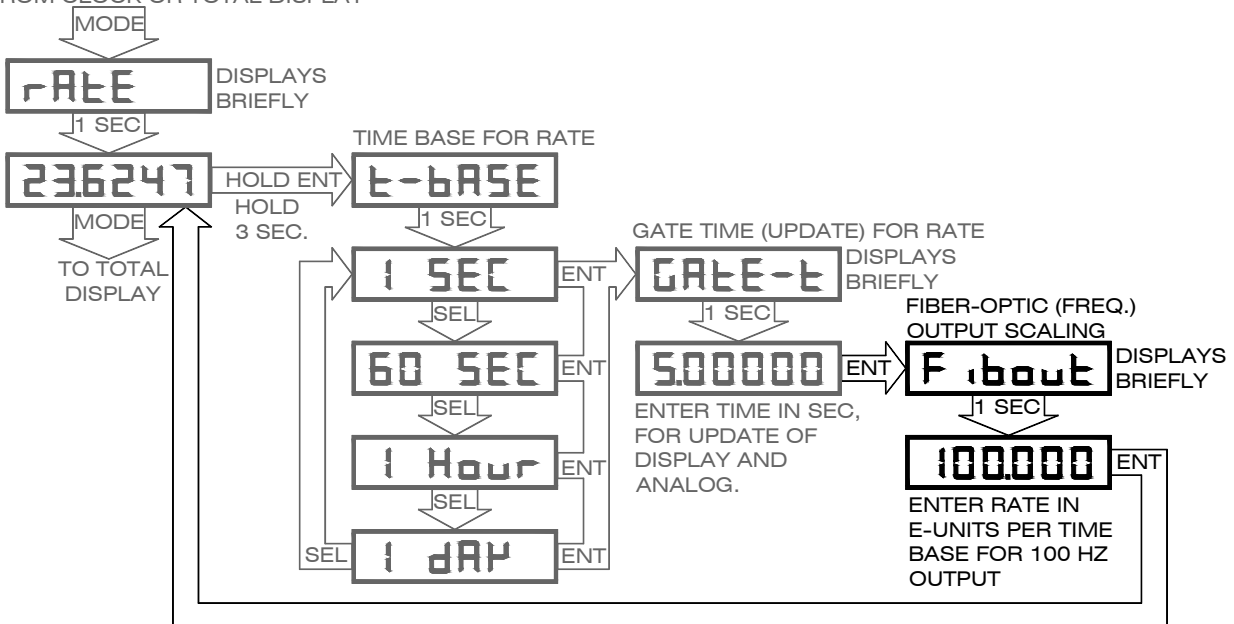 FROM CLOCK OR TOTAL DISPLAY
MODE
rAtE
DISPLAYS
BRIEFLY
1 SEC
23.6247
HOLD ENT
HOLD
3 SEC.
MODE
TO TOTAL
DISPLAY
TIME BASE FOR RATE
t-bASE
1 SEC
1 SEC
ENT
SEL
60 SEC
ENT
SEL
1 Hour
ENT
SEL
1 dAY
SEL
ENT
GATE TIME (UPDATE) FOR RATE
GAtE-t
DISPLAYS
BRIEFLY
1 SEC
5.00000
ENT
ENTER TIME IN SEC,
FOR UPDATE OF
DISPLAY AND
ANALOG.
FIBER-OPTIC (FREQ.)
OUTPUT SCALING
F ibout
DISPLAYS
BRIEFLY
1 SEC
100.000
ENT
ENTER RATE IN
E-UNITS PER TIME
BASE FOR 100 HZ
OUTPUT